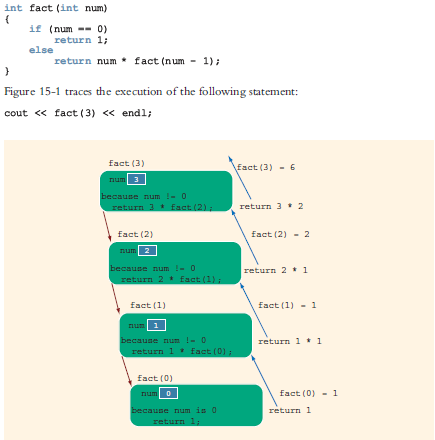 int fact(int num)
{
if (num == 0)
return 1;
else
return num * fact(num - 1);
}
Figure 15-1 traces the execution of the following statement:
cout << fact(3) << endl;
fact(3)
num 3
because num != 0
return 3 * fact(2);
fact(3) = 6
return 3 * 2
fact(2)
num 2
because num != 0
return 2 * fact(1);
fact(2) = 2
return 2 * 1
fact(1)
num 1
because num != 0
return 1 * fact(0);
fact(1) = 1
return 1 * 1
fact(0)
num 0
because num is 0
return 1;
fact(0) = 1
return 1